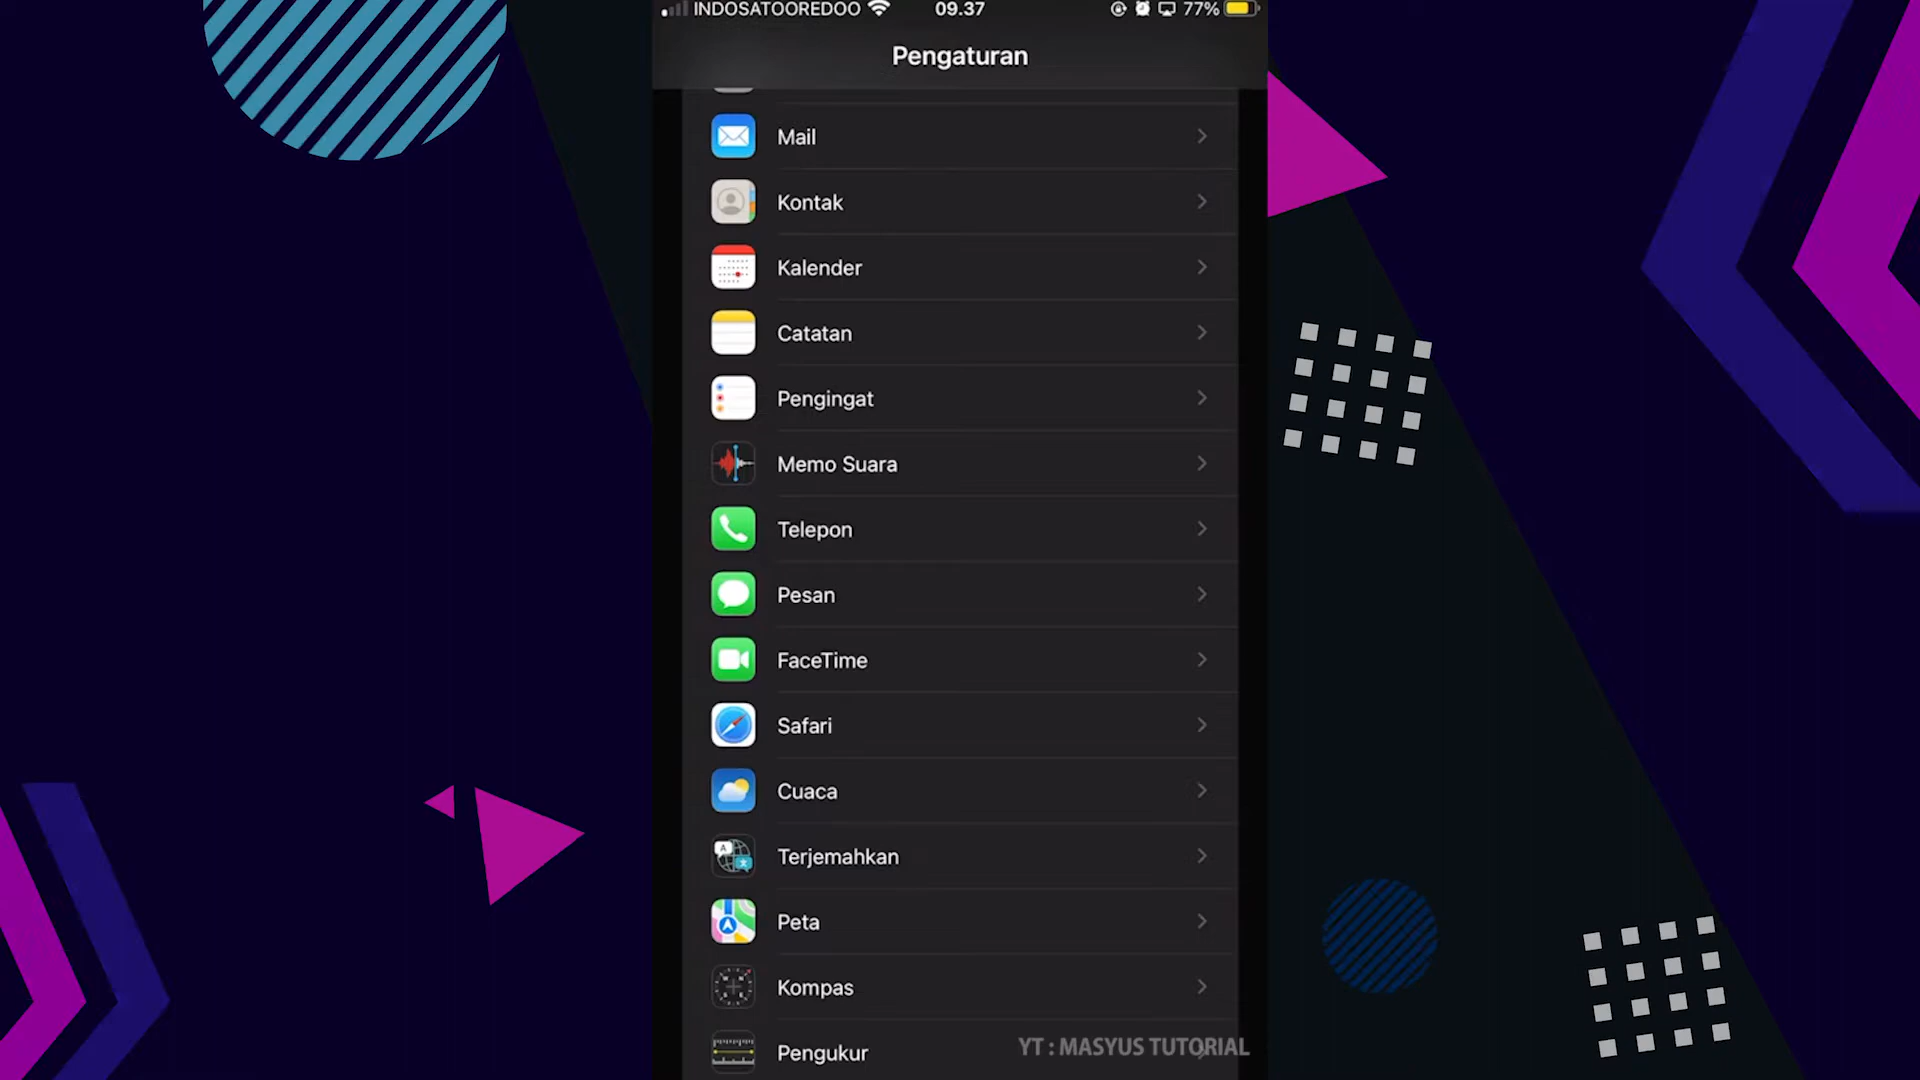 INDOSATOOREDOO
09.37
77%
Pengaturan
Mail
Kontak
Kalender
Catatan
Pengingat
Memo Suara
Telepon
Pesan
FaceTime
Safari
Cuaca
Terjemahkan
Peta
Kompas
Pengukur
YT : MASYUS TUTORIAL